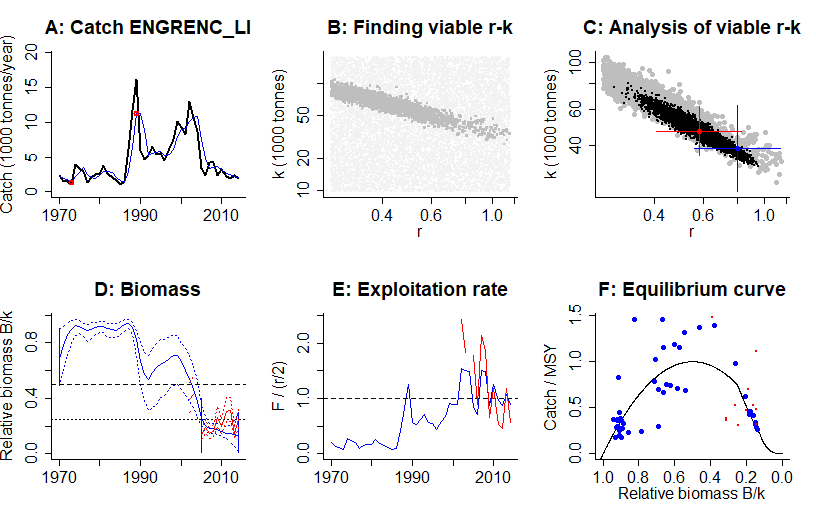 A: Catch ENGRENC_LI
B: Finding viable r-k
C: Analysis of viable r-k
Catch (1000 tonnes/year)
0 5 10 15 20
1970 1990 2010
k (1000 tonnes)
10 20 50
0.4 0.6 1.0
r
k (1000 tonnes)
40 60 100
0.4 0.6 1.0
r
D: Biomass
E: Exploitation rate
F: Equilibrium curve
Relative biomass B/k
0.0 0.4 0.8
1970 1990 2010
F / (r/2)
0.0 1.0 2.0
1970 1990 2010
Catch / MSY
0.0 0.5 1.0 1.5
1.0 0.8 0.6 0.4 0.2 0.0
Relative biomass B/k